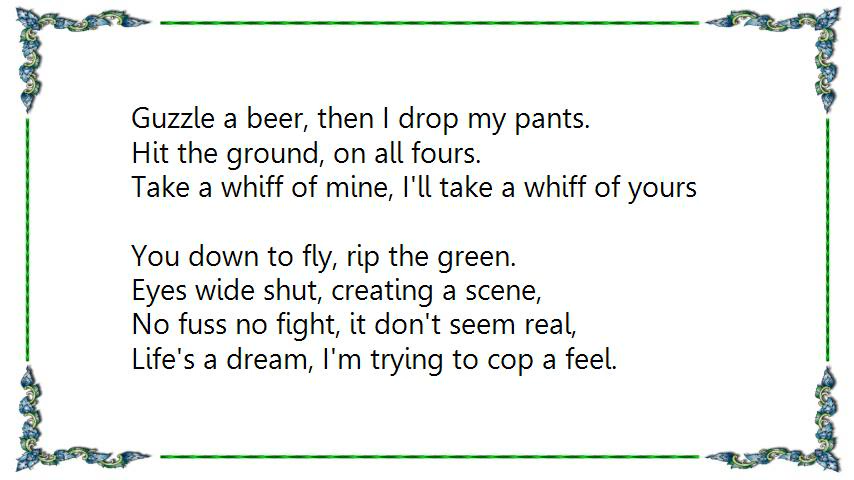 Guzzle a beer, then I drop my pants.
Hit the ground, on all fours.
Take a whiff of mine, I'll take a whiff of yours
You down to fly, rip the green.
Eyes wide shut, creating a scene,
No fuss no fight, it don't seem real,
Life's a dream, I'm trying to cop a feel.